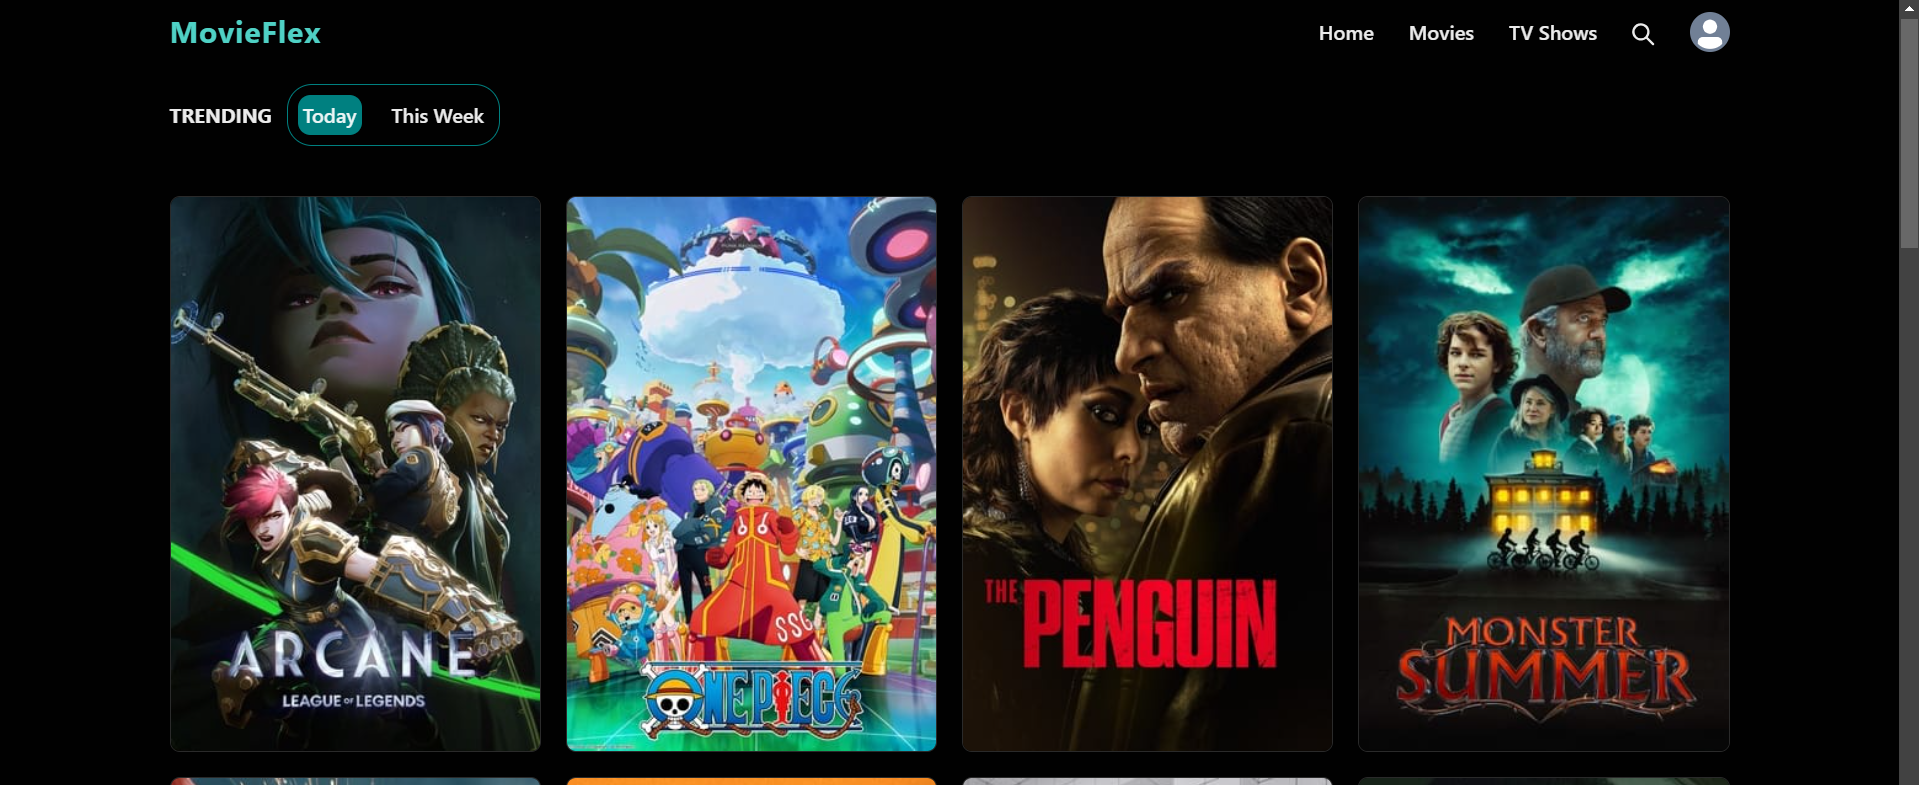 MovieFlex
Home
Movies
TV Shows
TRENDING
Today
This Week
ARCANE
LEAGUE OF LEGENDS
SSG
ONE PIECE
THE
PENGUIN
MONSTER
SUMMER